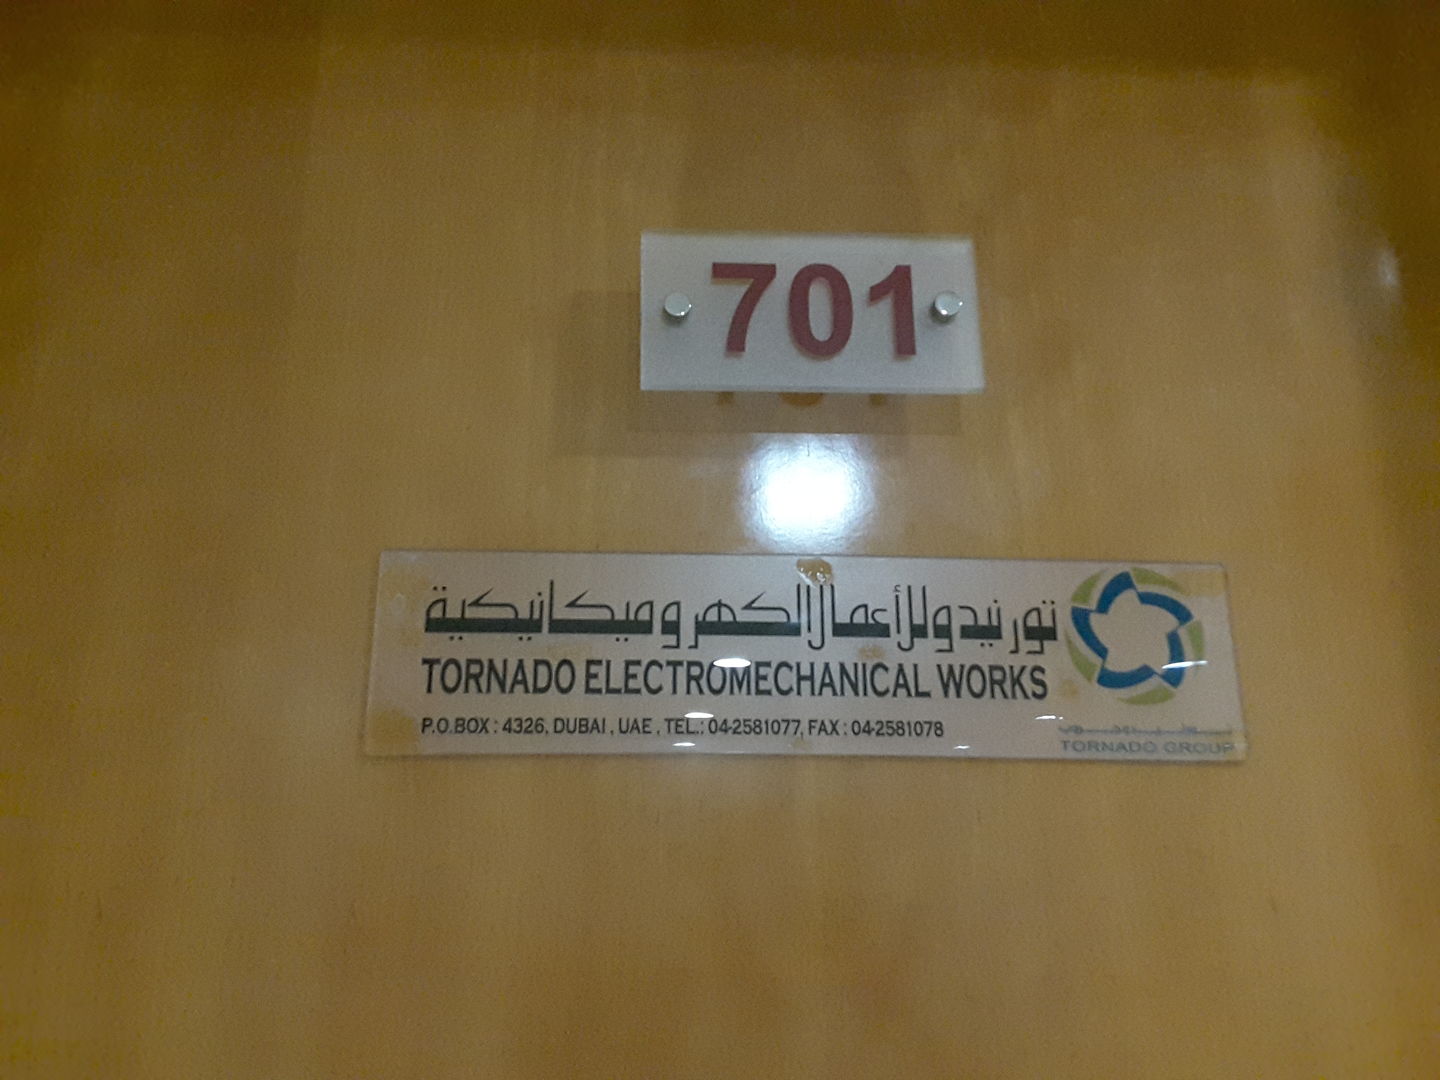 701
تورنيدو للأعمال الكهروميكانيكية
TORNADO ELECTROMECHANICAL WORKS
P.O.BOX : 4326, DUBAI , UAE , TEL.: 04-2581077, FAX : 04-2581078
TORNADO GROUP